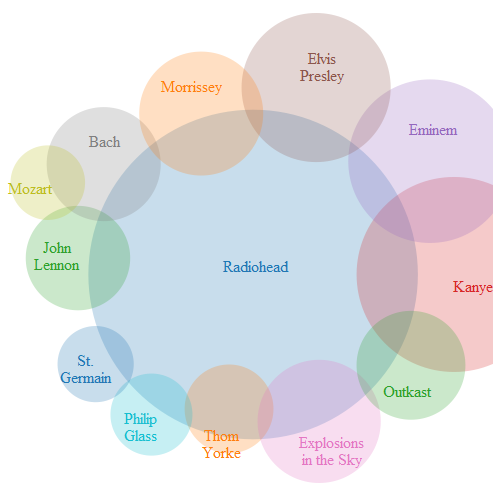 Elvis
Presley
Morrissey
Eminem
Bach
Mozart
John
Lennon
Radiohead
Kanye
St.
Germain
Outkast
Philip
Glass
Thom
Yorke
Explosions
in the Sky